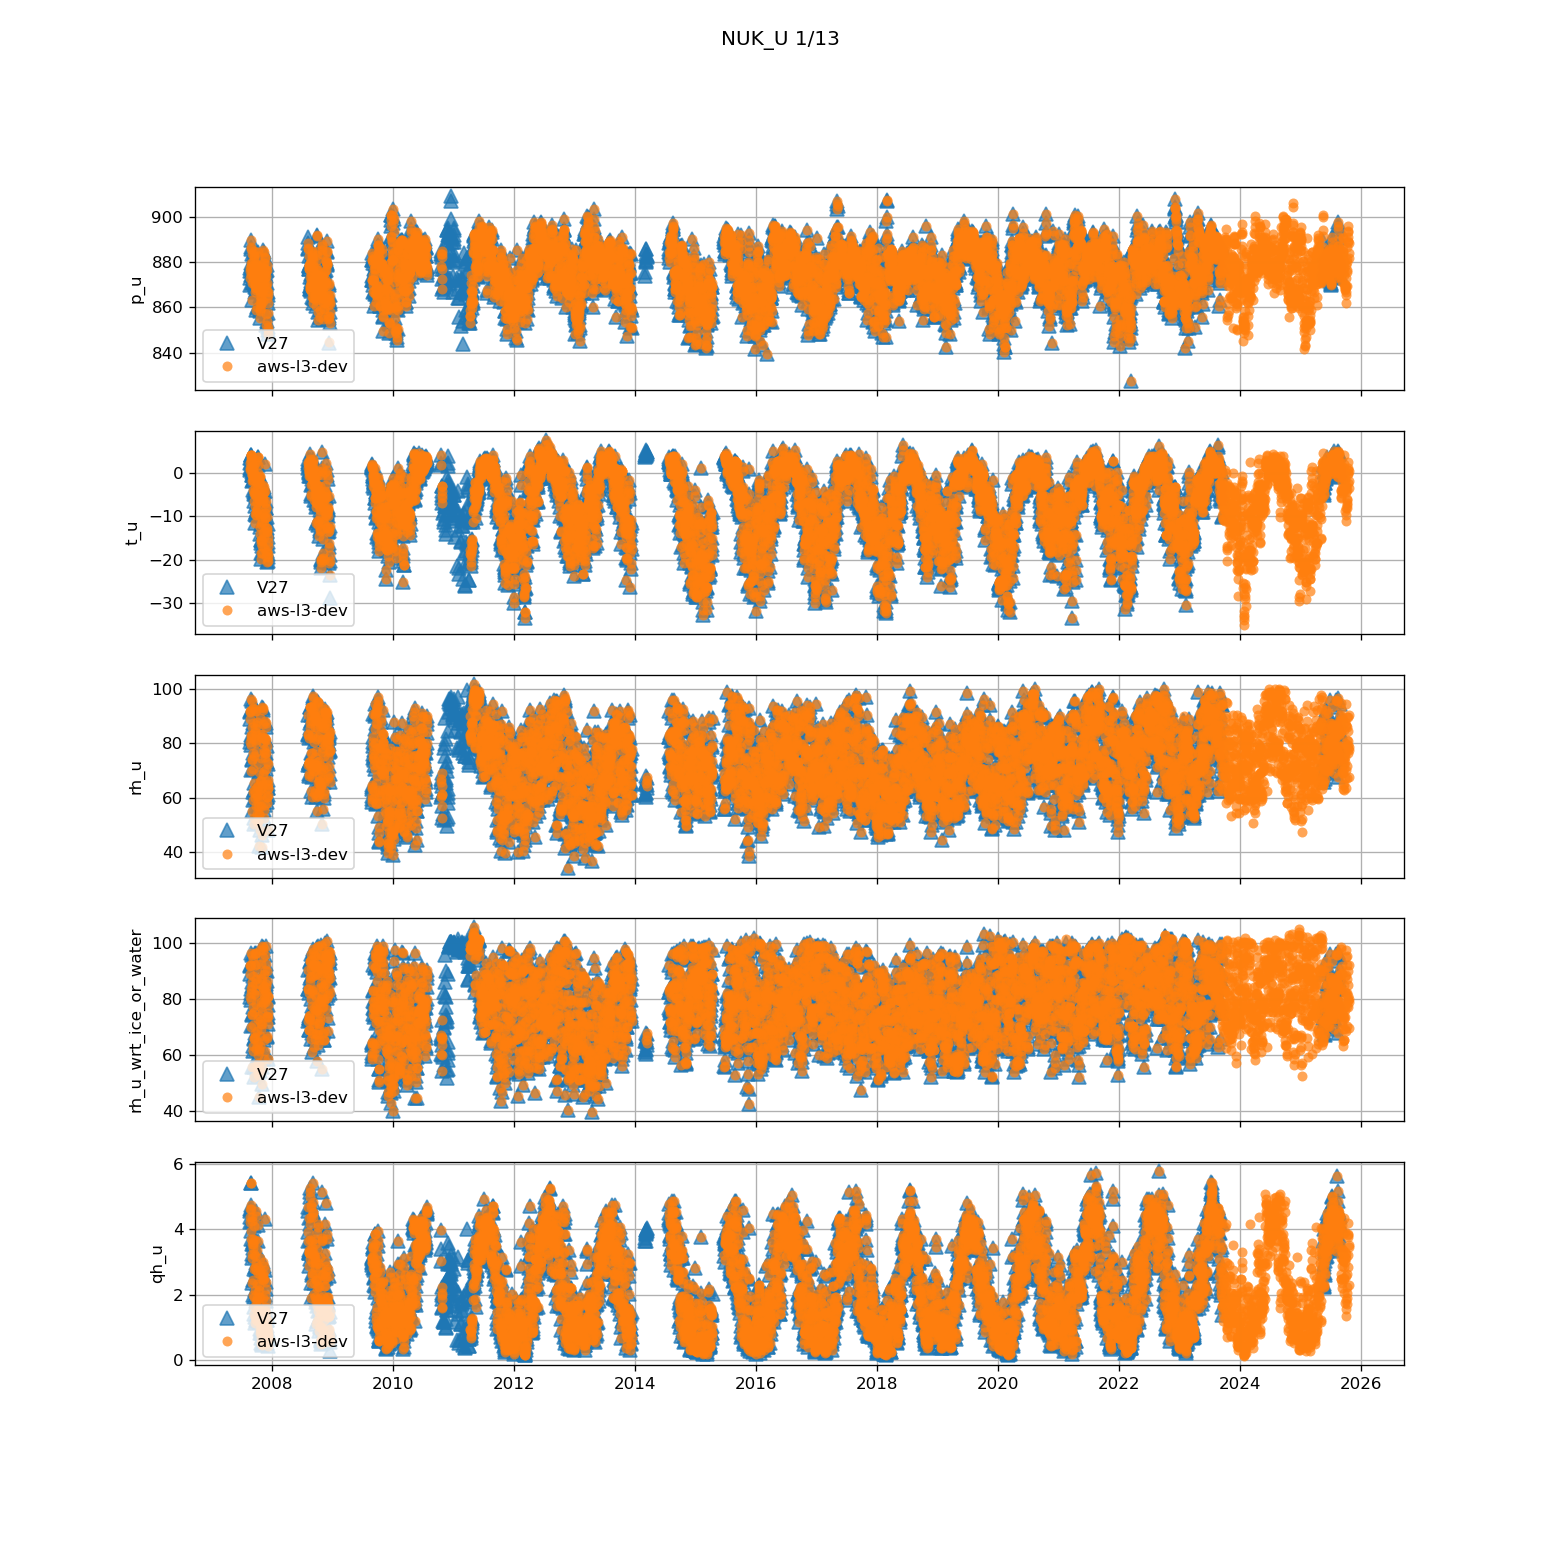 NUK_U 1/13
900
880
860
840
p_u
V27
aws-l3-dev
0
−10
−20
−30
t_u
V27
aws-l3-dev
100
80
60
40
rh_u
V27
aws-l3-dev
100
80
60
40
rh_u_wrt_ice_or_water
V27
aws-l3-dev
6
4
2
0
qh_u
V27
aws-l3-dev
2008 2010 2012 2014 2016 2018 2020 2022 2024 2026